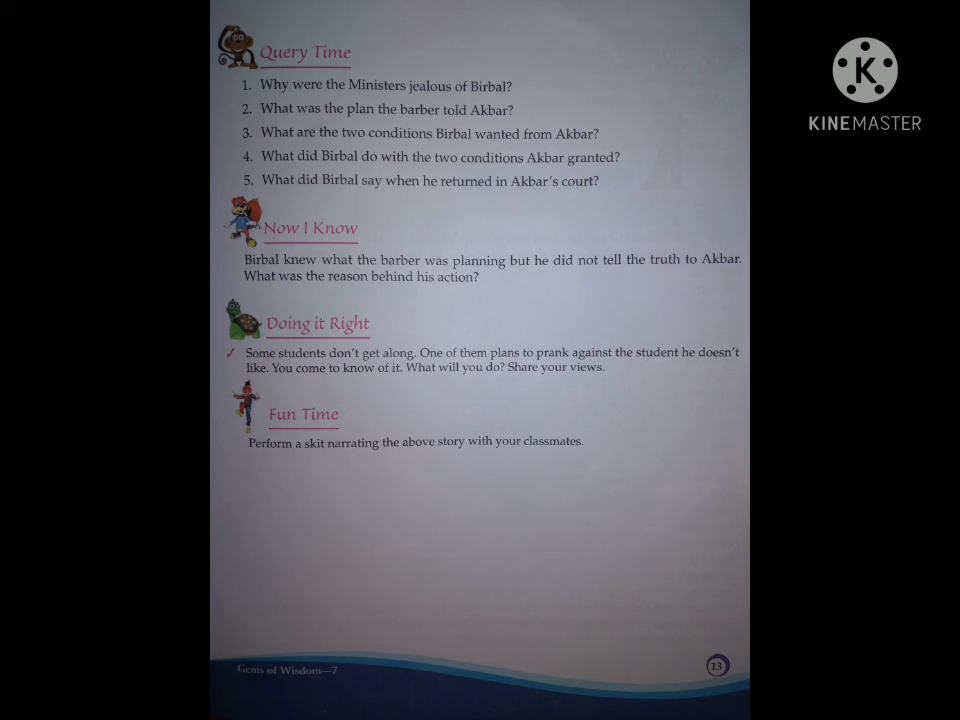 Query Time
1. Why were the Ministers jealous of Birbal?
2. What was the plan the barber told Akbar?
3. What are the two conditions Birbal wanted from Akbar?
4. What did Birbal do with the two conditions Akbar granted?
5. What did Birbal say when he returned in Akbar's court?
Now I Know
Birbal knew what the barber was planning but he did not tell the truth to Akbar.
What was the reason behind his action?
Doing it Right
✓ Some students don't get along. One of them plans to prank against the student he doesn't
like. You come to know of it. What will you do? Share your views.
Fun Time
Perform a skit narrating the above story with your classmates.
Gems of Wisdom—7
13
K
KINEMASTER